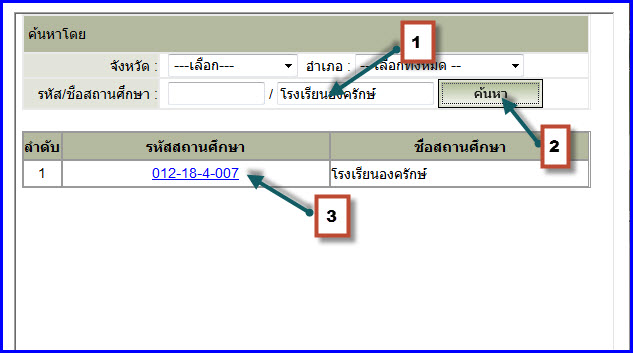 ค้นหาโดย
จังหวัด : ---เลือก--- อำเภอ : --เลือกทั้งหมด --
1
รหัส/ชื่อสถานศึกษา : / โรงเรียนองครักษ์ ค้นหา
2
ลำดับ รหัสสถานศึกษา ชื่อสถานศึกษา
1 012-18-4-007 โรงเรียนองครักษ์
3